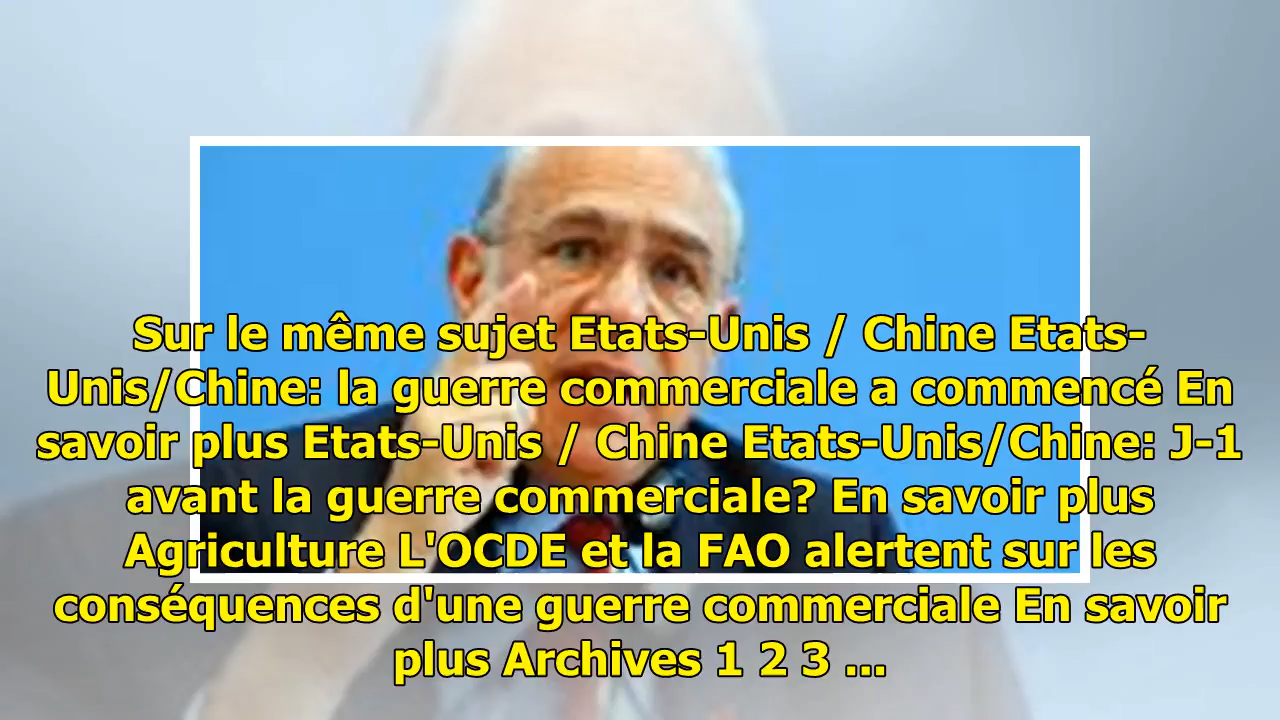 Sur le même sujet Etats-Unis / Chine Etats-
Unis/Chine: la guerre commerciale a commencé En
savoir plus Etats-Unis / Chine Etats-Unis/Chine: J-1
avant la guerre commerciale? En savoir plus
Agriculture L'OCDE et la FAO alertent sur les
conséquences d'une guerre commerciale En savoir
plus Archives 1 2 3 ...